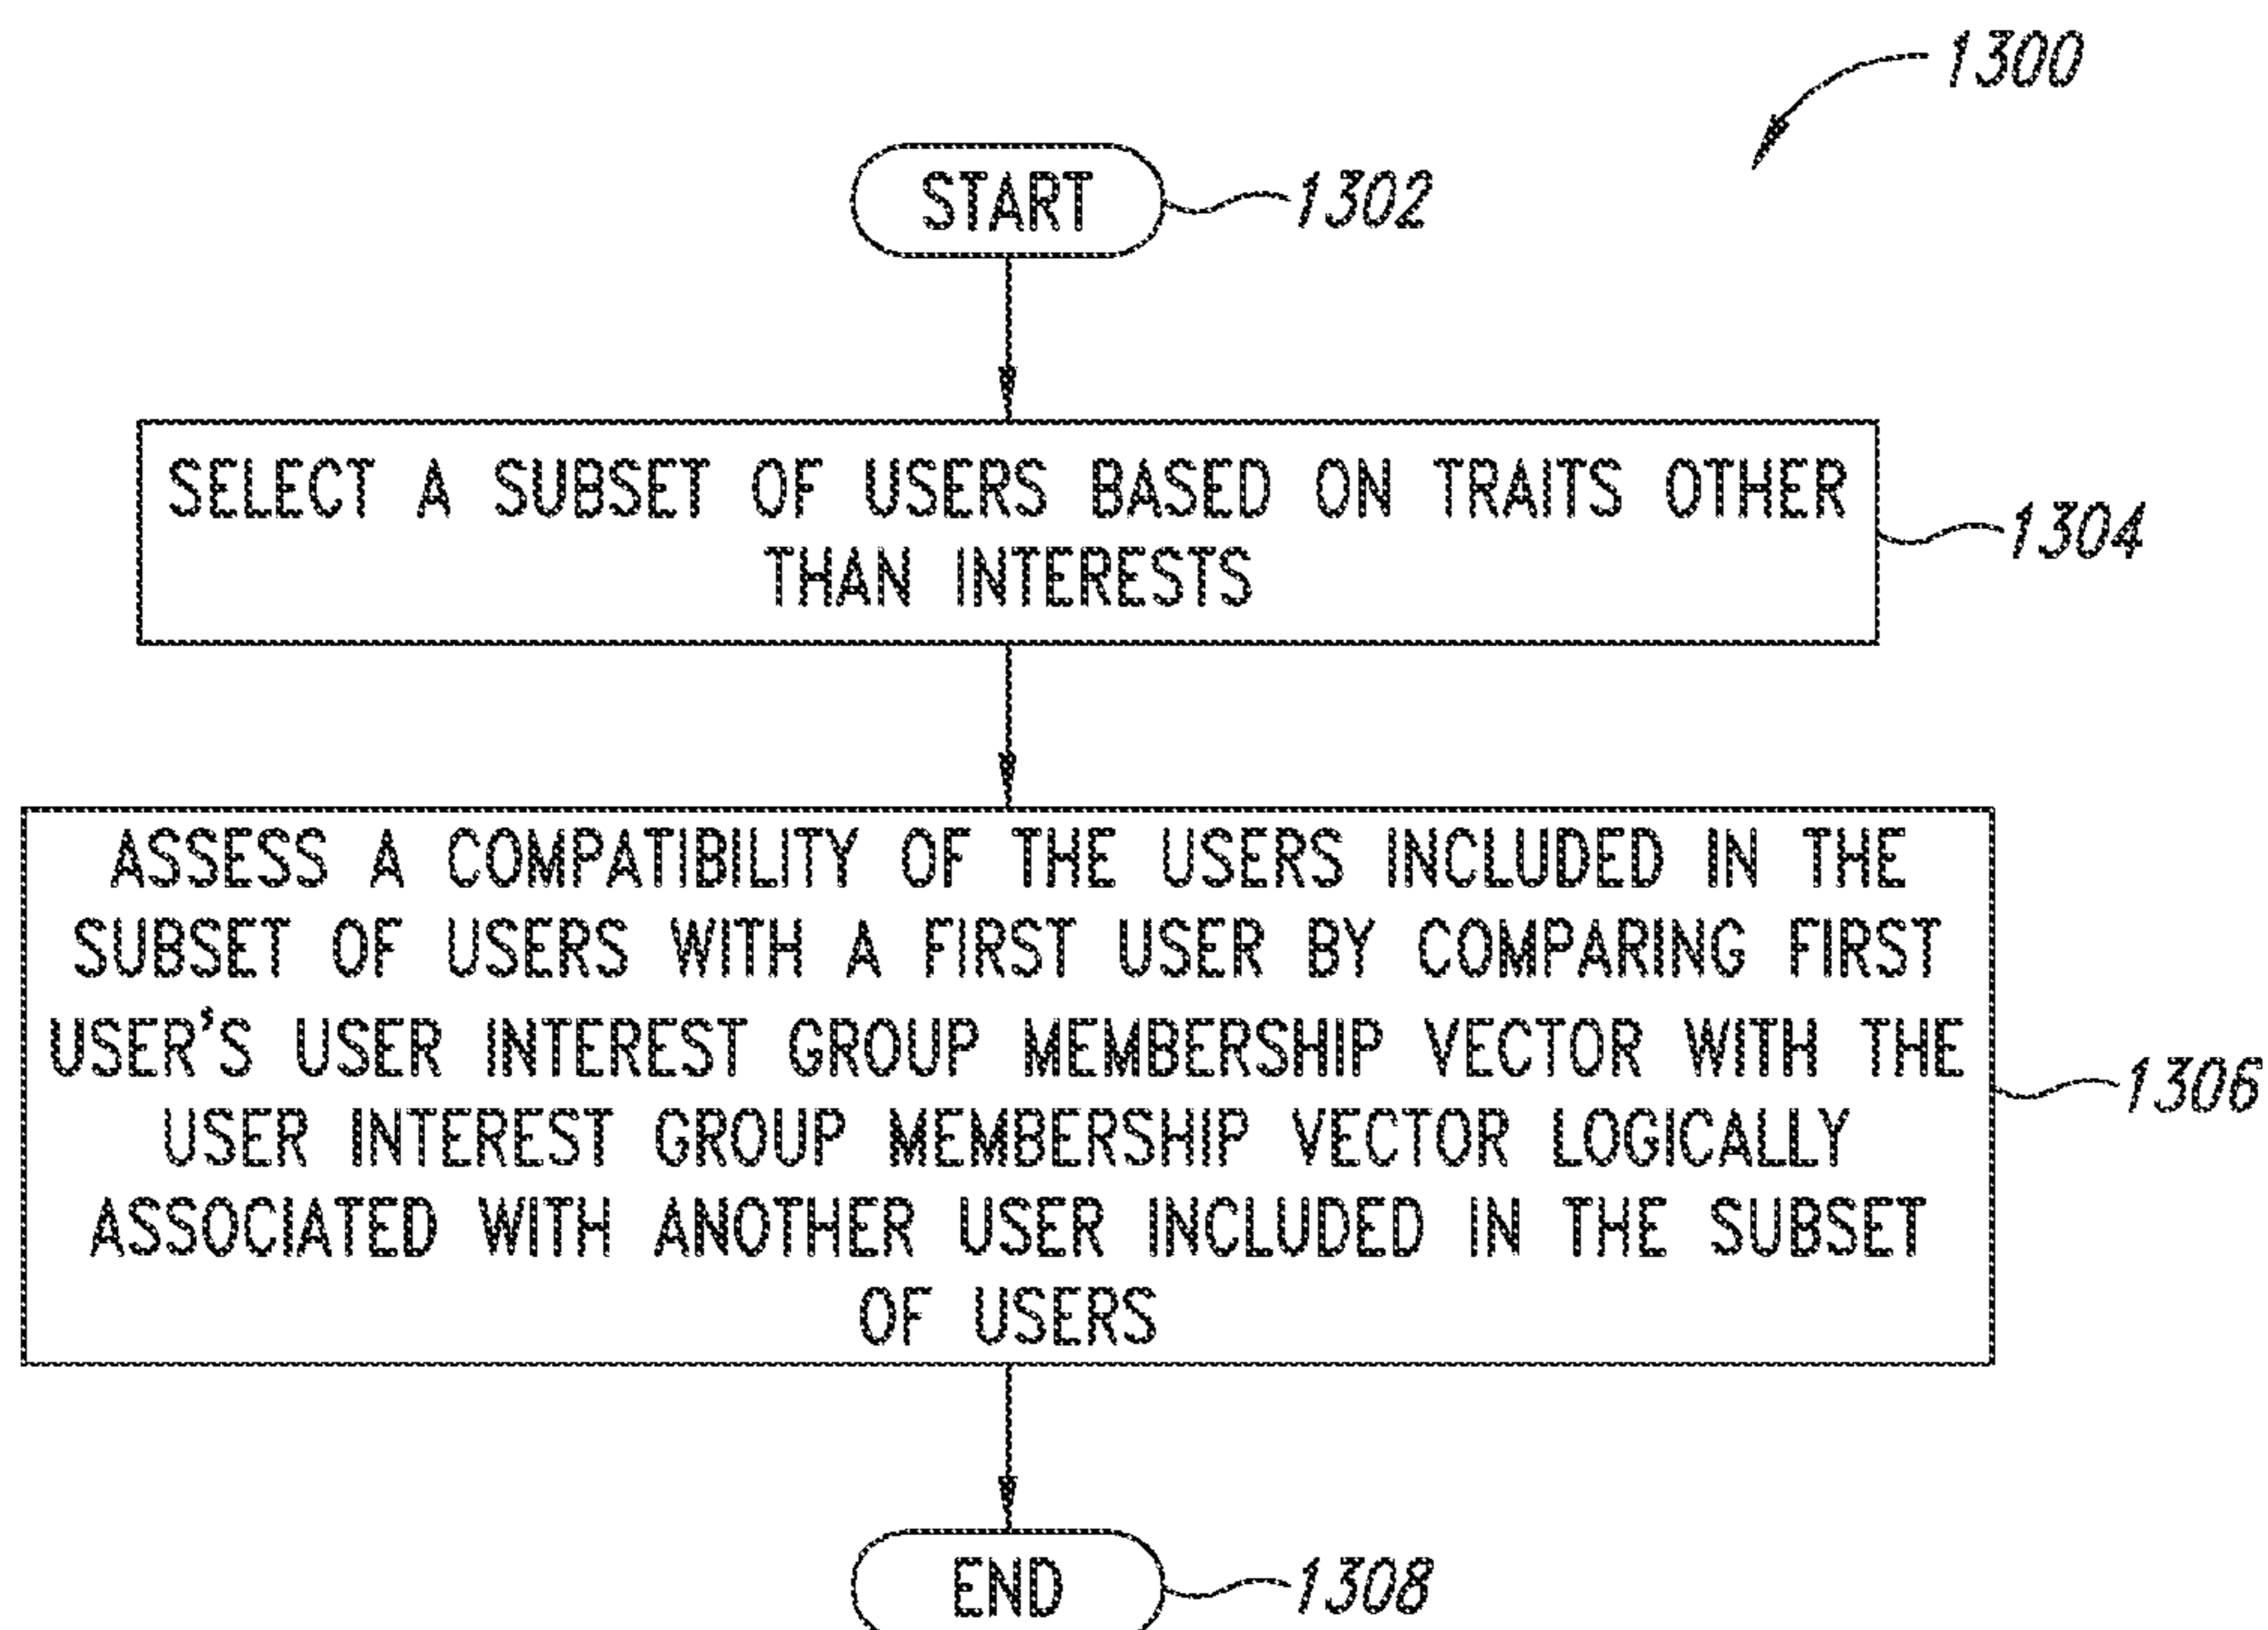 1300
START
1302
SELECT A SUBSET OF USERS BASED ON TRAITS OTHER
THAN INTERESTS
1304
ASSESS A COMPATIBILITY OF THE USERS INCLUDED IN THE
SUBSET OF USERS WITH A FIRST USER BY COMPARING FIRST
USER'S USER INTEREST GROUP MEMBERSHIP VECTOR WITH THE
USER INTEREST GROUP MEMBERSHIP VECTOR LOGICALLY
ASSOCIATED WITH ANOTHER USER INCLUDED IN THE SUBSET
OF USERS
1306
END
1308